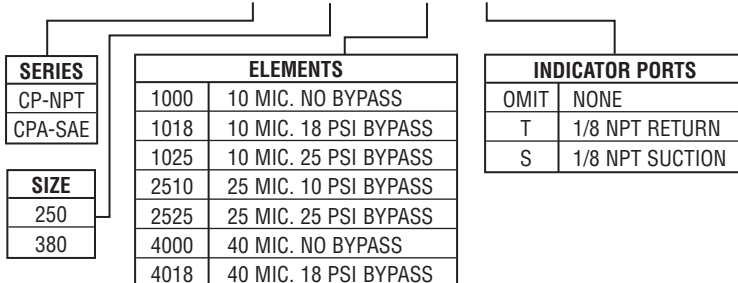 SERIES
CP-NPT
CPA-SAE
SIZE
250
380
ELEMENTS
1000 10 MIC. NO BYPASS
1018 10 MIC. 18 PSI BYPASS
1025 10 MIC. 25 PSI BYPASS
2510 25 MIC. 10 PSI BYPASS
2525 25 MIC. 25 PSI BYPASS
4000 40 MIC. NO BYPASS
4018 40 MIC. 18 PSI BYPASS
INDICATOR PORTS
OMIT NONE
T 1/8 NPT RETURN
S 1/8 NPT SUCTION